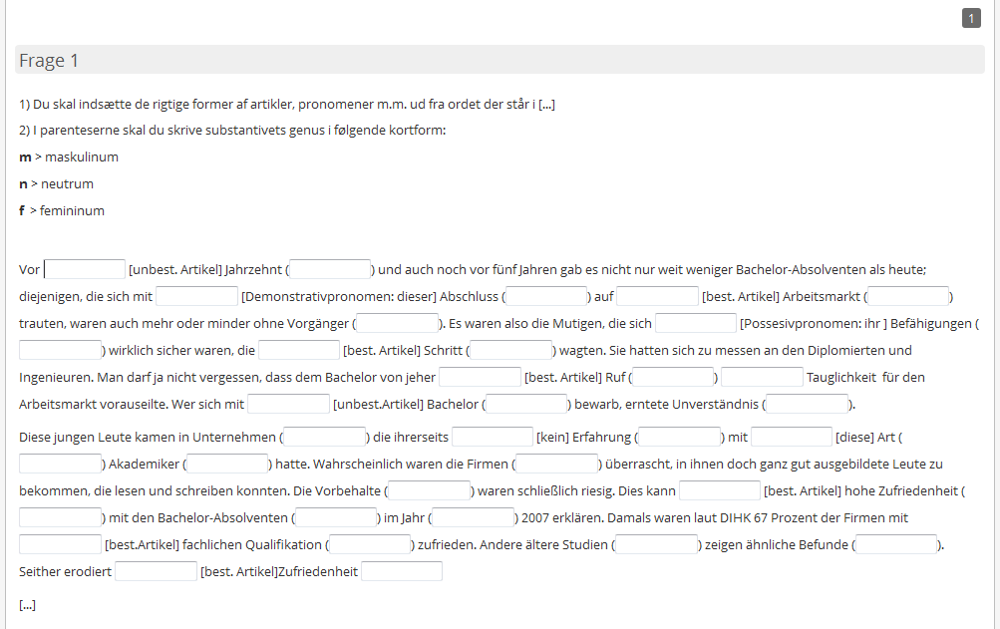 1
Frage 1
1) Du skal indsætte de rigtige former af artikler, pronomener m.m. ud fra ordet der står i [...]
2) I parenteserne skal du skrive substantivets genus i følgende kortform:
m > maskulinum
n > neutrum
f > femininum
Vor [unbest. Artikel] Jahrzehnt ( ) und auch noch vor fünf Jahren gab es nicht nur weit weniger Bachelor-Absolventen als heute;
diejenigen, die sich mit [Demonstrativpronomen: dieser] Abschluss ( ) auf [best. Artikel] Arbeitsmarkt ( )
trauten, waren auch mehr oder minder ohne Vorgänger ( ). Es waren also die Mutigen, die sich [Possesivpronomen: ihr ] Befähigungen (
) wirklich sicher waren, die [best. Artikel] Schritt ( ) wagten. Sie hatten sich zu messen an den Diplomierten und
Ingenieuren. Man darf ja nicht vergessen, dass dem Bachelor von jeher [best. Artikel] Ruf ( ) Tauglichkeit für den
Arbeitsmarkt vorauseilte. Wer sich mit [unbest.Artikel] Bachelor ( ) bewarb, erntete Unverständnis ( ).
Diese jungen Leute kamen in Unternehmen ( ) die ihrerseits [kein] Erfahrung ( ) mit [diese] Art (
) Akademiker ( ) hatte. Wahrscheinlich waren die Firmen ( ) überrascht, in ihnen doch ganz gut ausgebildete Leute zu
bekommen, die lesen und schreiben konnten. Die Vorbehalte ( ) waren schließlich riesig. Dies kann [best. Artikel] hohe Zufriedenheit (
) mit den Bachelor-Absolventen ( ) im Jahr ( ) 2007 erklären. Damals waren laut DIHK 67 Prozent der Firmen mit
[best.Artikel] fachlichen Qualifikation ( ) zufrieden. Andere ältere Studien ( ) zeigen ähnliche Befunde ( ).
Seither erodiert [best. Artikel]Zufriedenheit
[...]